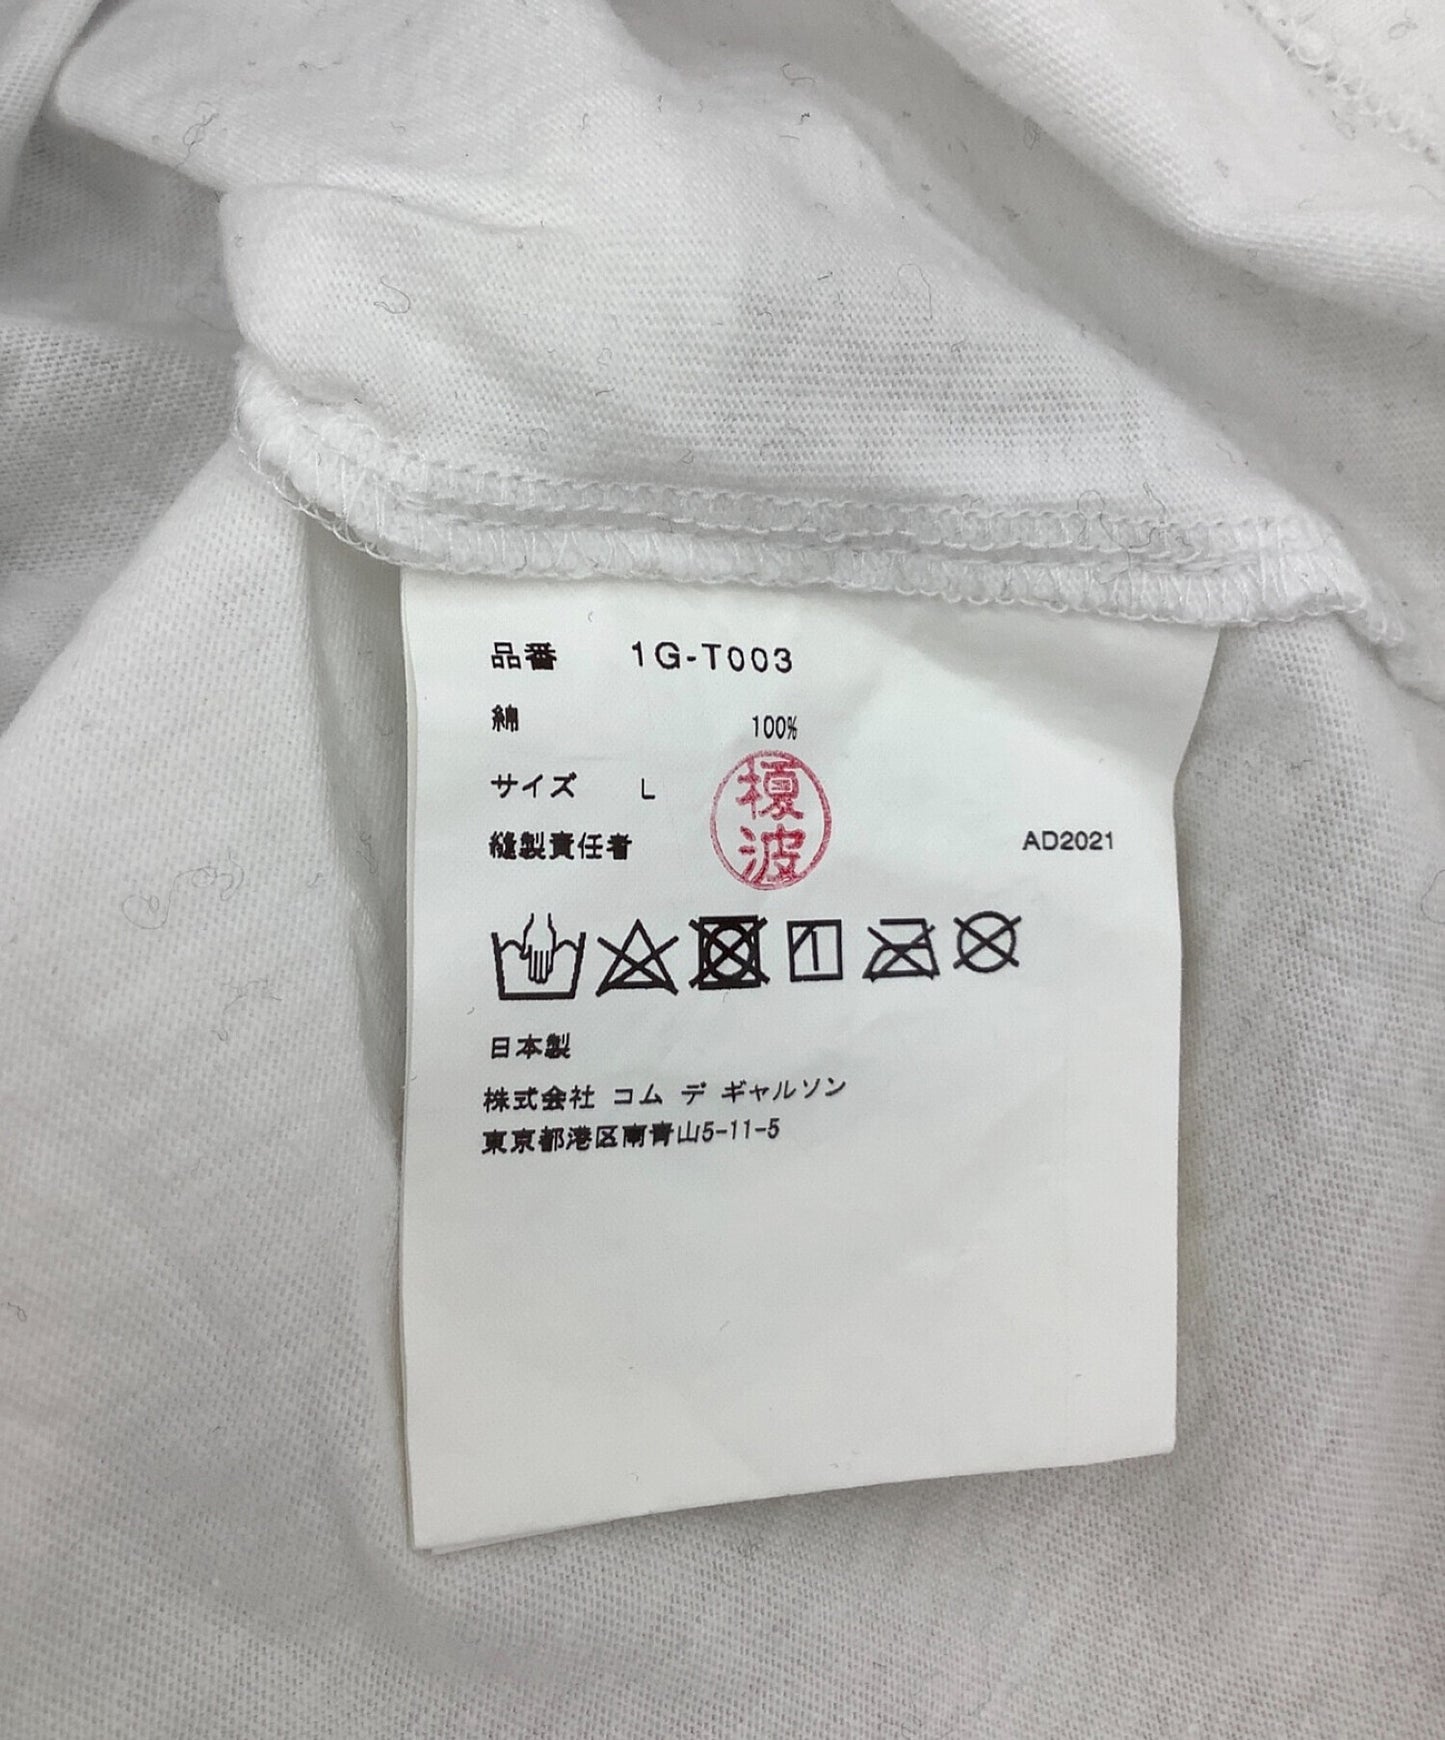 品番 1G-T003
綿 100%
サイズ L
榎波
縫製責任者
AD2021
日本製
株式会社 コム デ ギャルソン
東京都港区南青山5-11-5